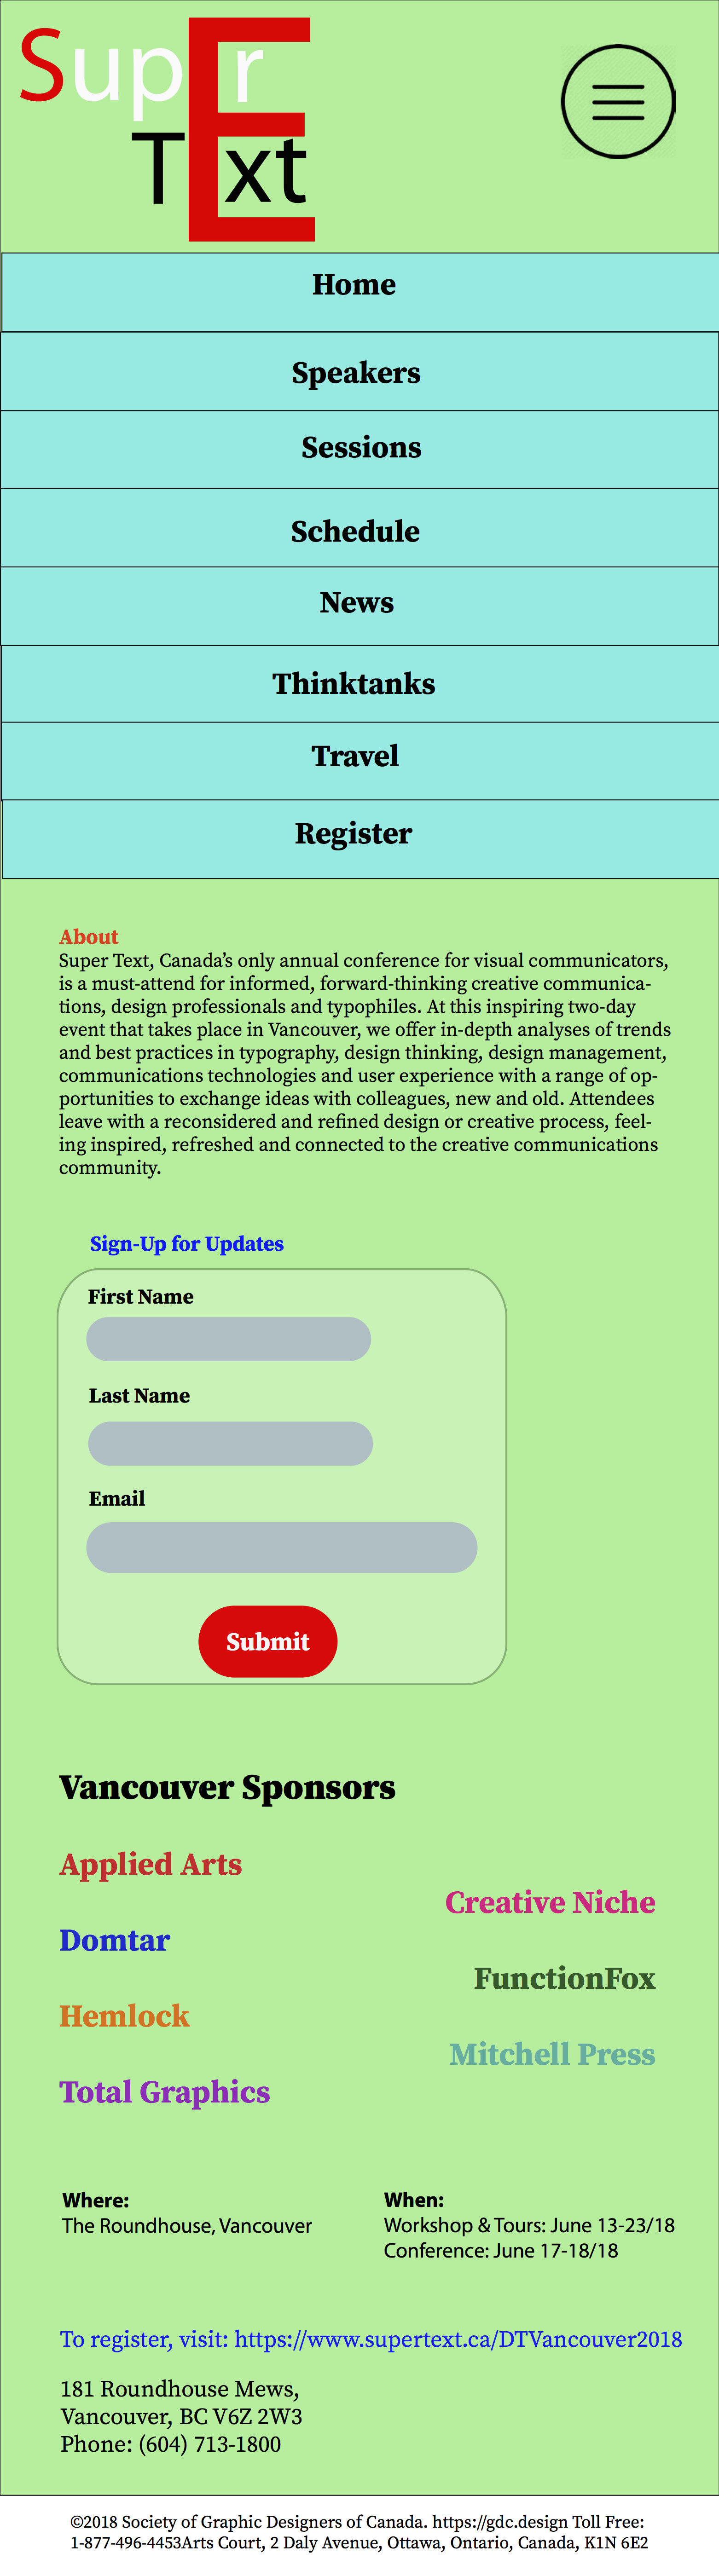 SupEr
TExt
Home
Speakers
Sessions
Schedule
News
Thinktanks
Travel
Register
About
Super Text, Canada’s only annual conference for visual communicators,
is a must-attend for informed, forward-thinking creative communica-
tions, design professionals and typophiles. At this inspiring two-day
event that takes place in Vancouver, we offer in-depth analyses of trends
and best practices in typography, design thinking, design management,
communications technologies and user experience with a range of op-
portunities to exchange ideas with colleagues, new and old. Attendees
leave with a reconsidered and refined design or creative process, feel-
ing inspired, refreshed and connected to the creative communications
community.
Sign-Up for Updates
First Name
Last Name
Email
Submit
Vancouver Sponsors
Applied Arts
Creative Niche
Domtar
FunctionFox
Hemlock
Mitchell Press
Total Graphics
Where:
The Roundhouse, Vancouver
When:
Workshop & Tours: June 13-23/18
Conference: June 17-18/18
To register, visit: https://www.supertext.ca/DTVancouver2018
181 Roundhouse Mews,
Vancouver, BC V6Z 2W3
Phone: (604) 713-1800
©2018 Society of Graphic Designers of Canada. https://gdc.design Toll Free:
1-877-496-4453Arts Court, 2 Daly Avenue, Ottawa, Ontario, Canada, K1N 6E2